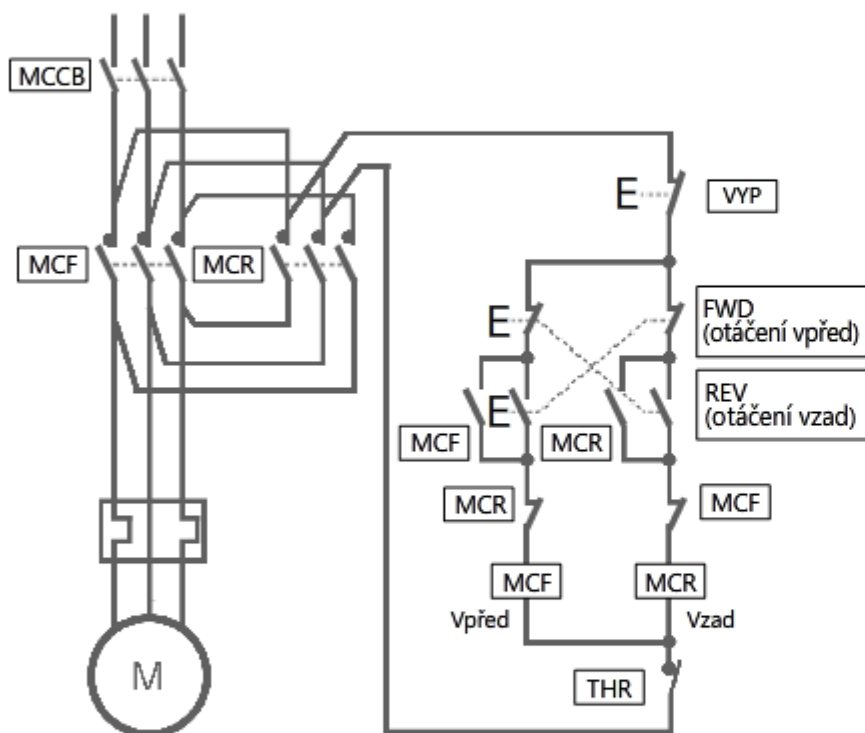 MCCB
E
VYP
MCF
MCR
E
FWD
(otáčení vpřed)
E
REV
(otáčení vzad)
MCF
MCR
MCR
MCF
MCF
MCR
Vpřed
Vzad
M
THR